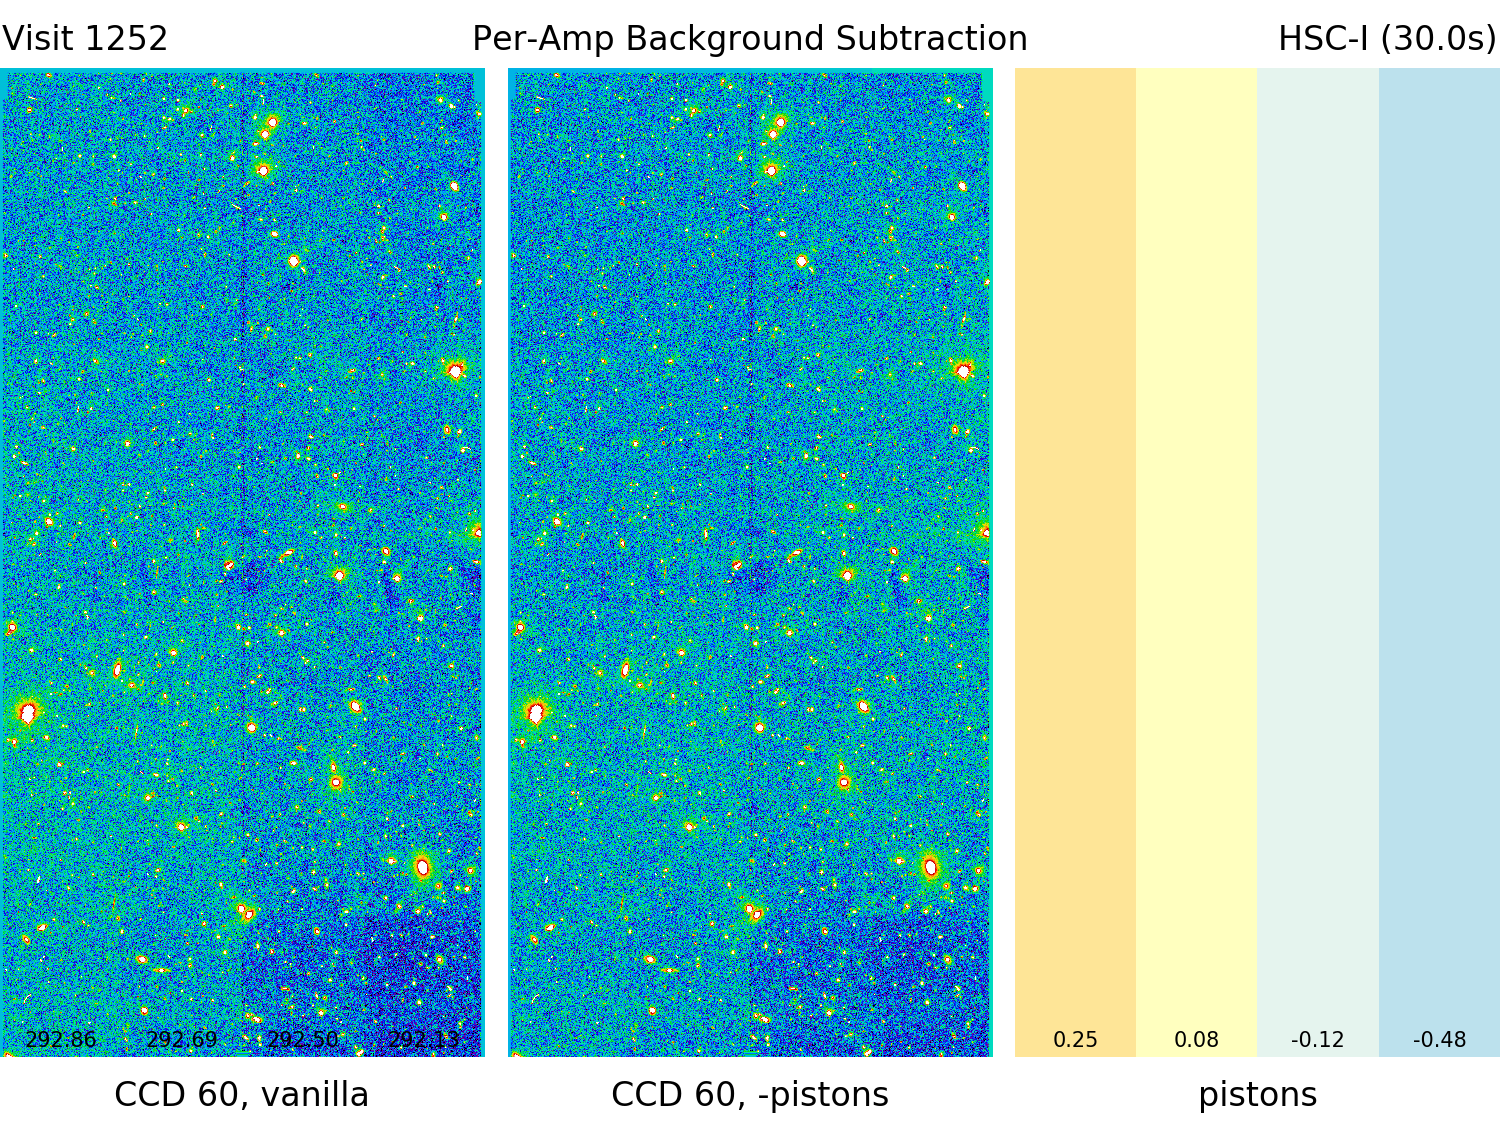 Visit 1252 Per-Amp Background Subtraction HSC-I (30.0s)
292.86 292.69 292.50 292.13 0.25 0.08 -0.12 -0.48
CCD 60, vanilla CCD 60, -pistons pistons